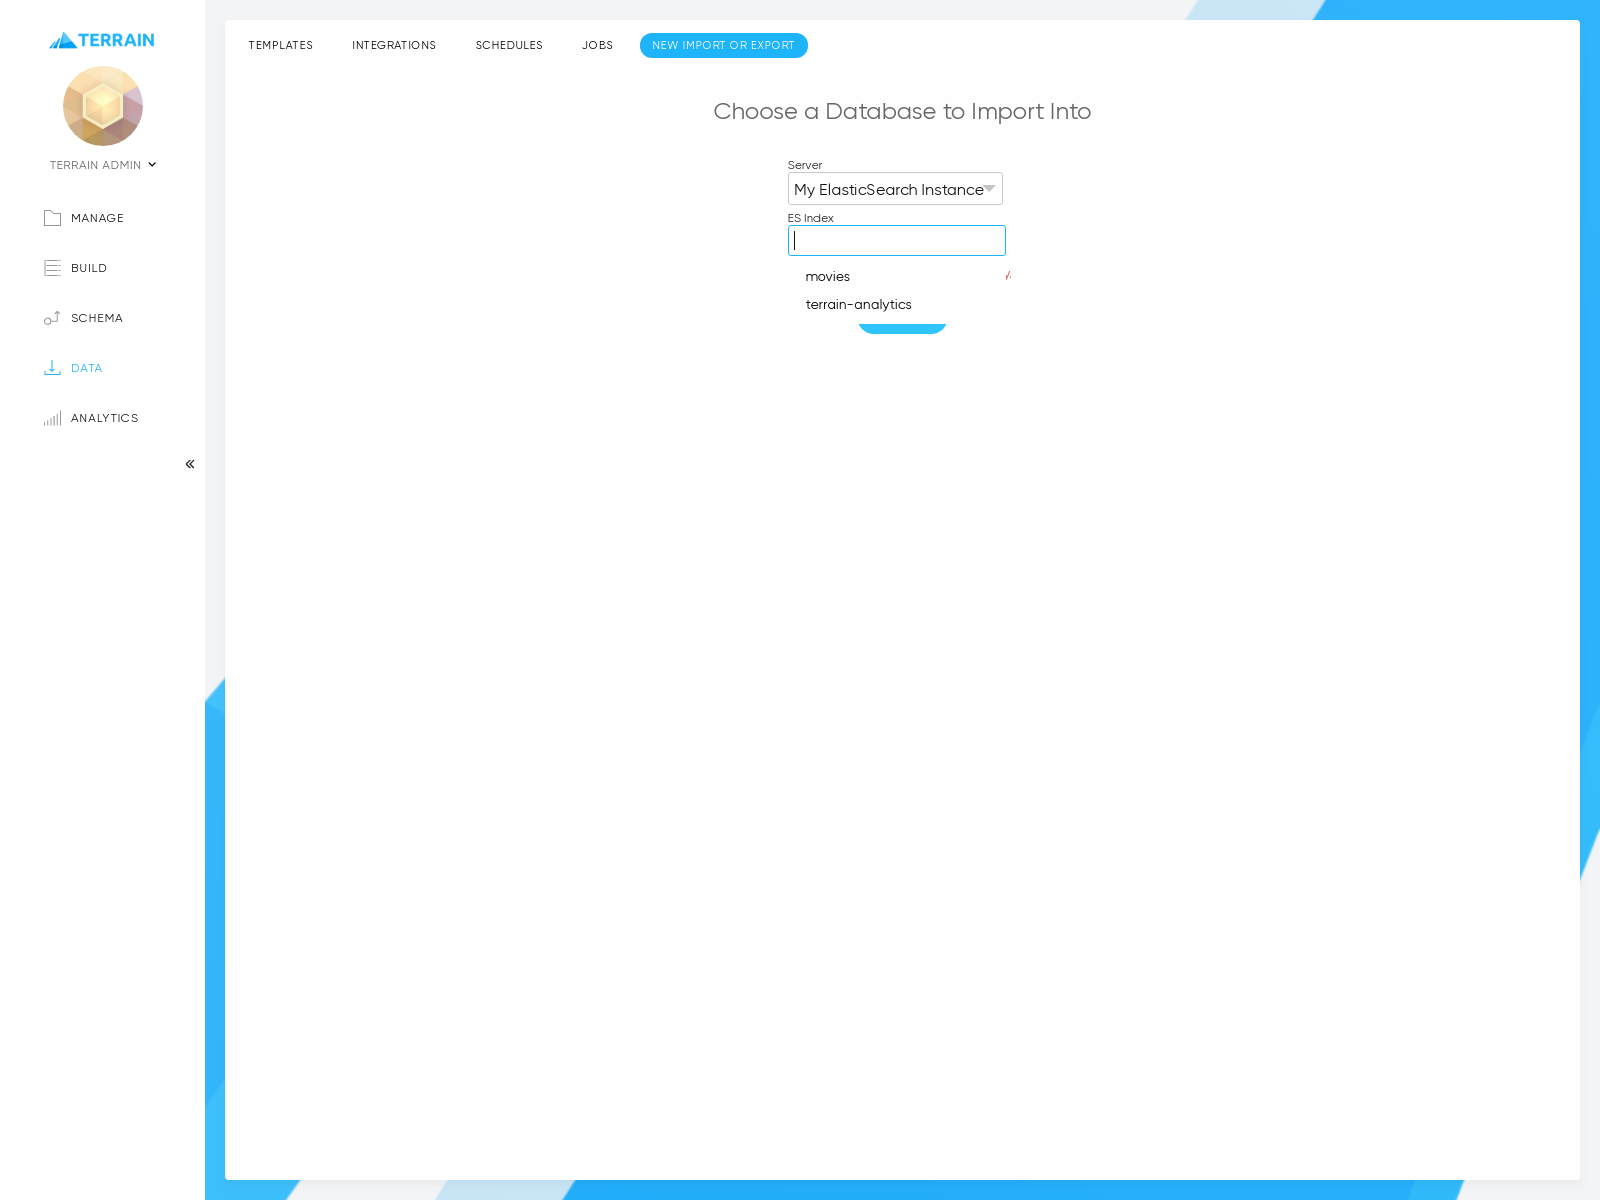 TERRAIN
TERRAIN ADMIN
MANAGE
BUILD
SCHEMA
DATA
ANALYTICS
TEMPLATES
INTEGRATIONS
SCHEDULES
JOBS
NEW IMPORT OR EXPORT
Choose a Database to Import Into
Server
My ElasticSearch Instance
ES Index
movies
terrain-analytics